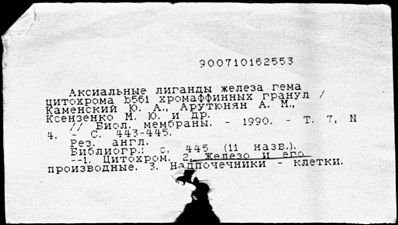 900710162553
Аксиальные лиганды железа гема
цитохрома b561 хромаффинных гранул /
Каменский Ю. А., Арутюнян А. М.,
Ксензенко М. Ю. и др.
// Биол. мембраны. - 1990. - Т. 7, N
4. - С. 443-445.
Рез. англ.
Библиогр.: с. 445 (11 назв.).
--1. Цитохром. 2. Железо и его
производные. 3. Надпочечники - клетки.